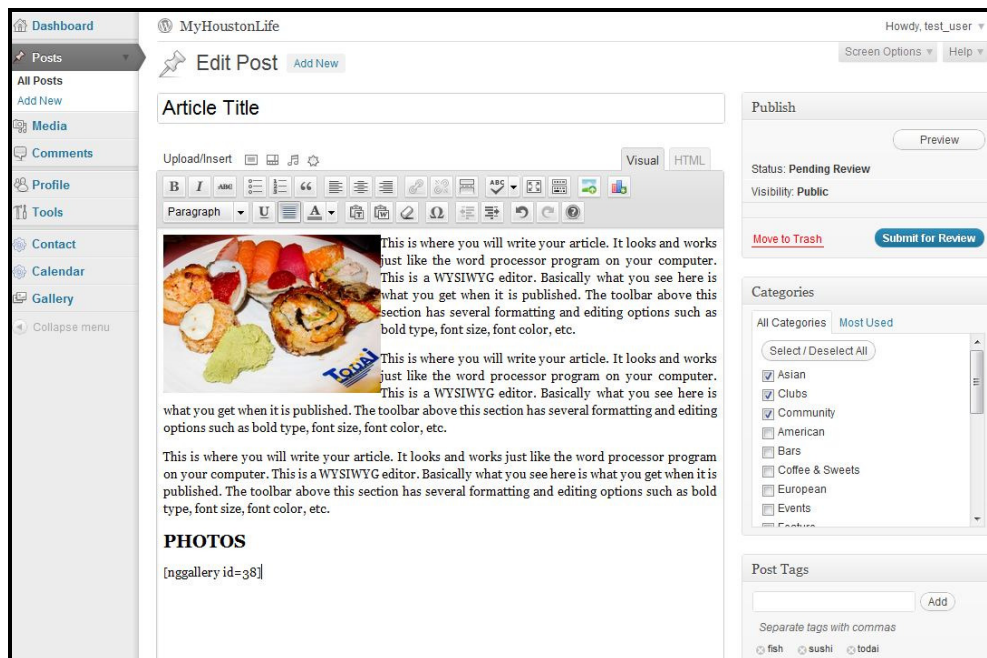 Dashboard
Posts
All Posts
Add New
Media
Comments
Profile
Tools
Contact
Calendar
Gallery
Collapse menu
MyHoustonLife
Howdy, test_user
Screen Options
Help
Edit Post
Add New
Article Title
Upload/Insert
Visual
HTML
B I ABC
ABC
Paragraph U A Ω
TODAI
This is where you will write your article. It looks and works
just like the word processor program on your computer.
This is a WYSIWYG editor. Basically what you see here is
what you get when it is published. The toolbar above this
section has several formatting and editing options such as
bold type, font size, font color, etc.
This is where you will write your article. It looks and works
just like the word processor program on your computer.
This is a WYSIWYG editor. Basically what you see here is
what you get when it is published. The toolbar above this section has several formatting and editing
options such as bold type, font size, font color, etc.
This is where you will write your article. It looks and works just like the word processor program
on your computer. This is a WYSIWYG editor. Basically what you see here is what you get when it is
published. The toolbar above this section has several formatting and editing options such as bold
type, font size, font color, etc.
PHOTOS
[nggallery id=38]
Publish
Preview
Status: Pending Review
Visibility: Public
Move to Trash
Submit for Review
Categories
All Categories
Most Used
Select / Deselect All
Asian
Clubs
Community
American
Bars
Coffee & Sweets
European
Events
Post Tags
Add
Separate tags with commas
fish sushi todai